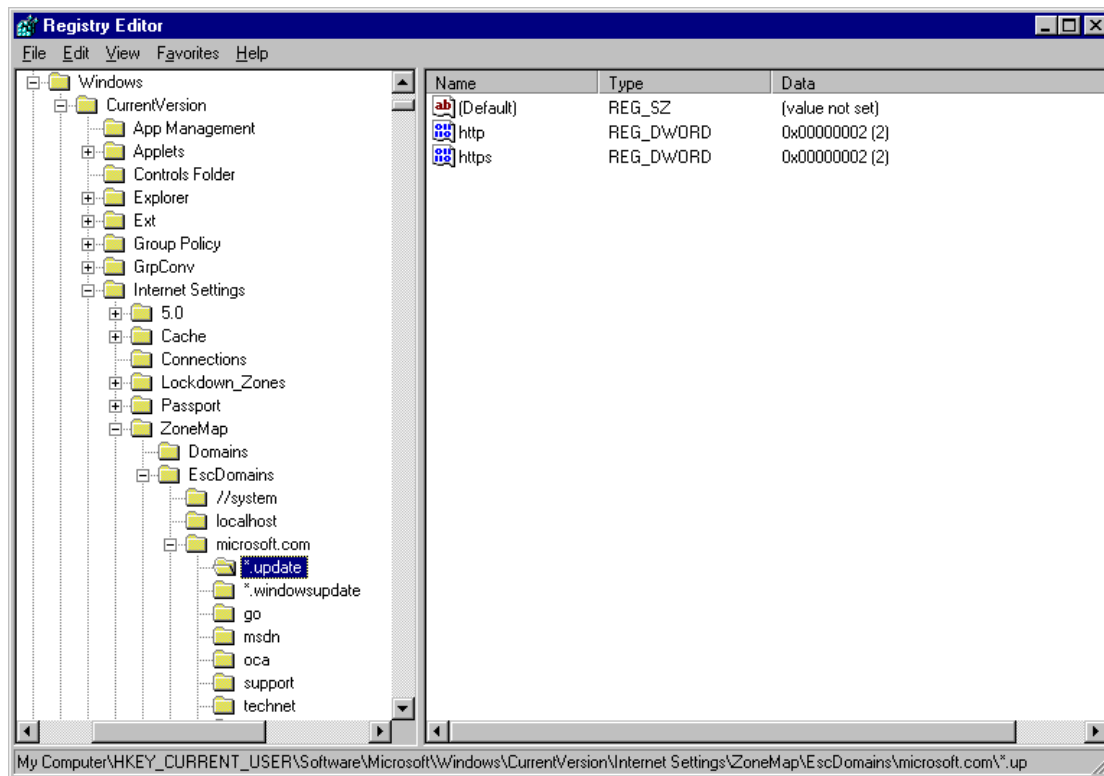 Registry Editor
File Edit View Favorites Help
Windows
CurrentVersion
App Management
Applets
Controls Folder
Explorer
Ext
Group Policy
GrpConv
Internet Settings
5.0
Cache
Connections
Lockdown_Zones
Passport
ZoneMap
Domains
EscDomains
//system
localhost
microsoft.com
*.update
*.windowsupdate
go
msdn
oca
support
technet
Name Type Data
(Default) REG_SZ (value not set)
http REG_DWORD 0x00000002 (2)
https REG_DWORD 0x00000002 (2)
My Computer\HKEY_CURRENT_USER\Software\Microsoft\Windows\CurrentVersion\Internet Settings\ZoneMap\EscDomains\microsoft.com\*.up